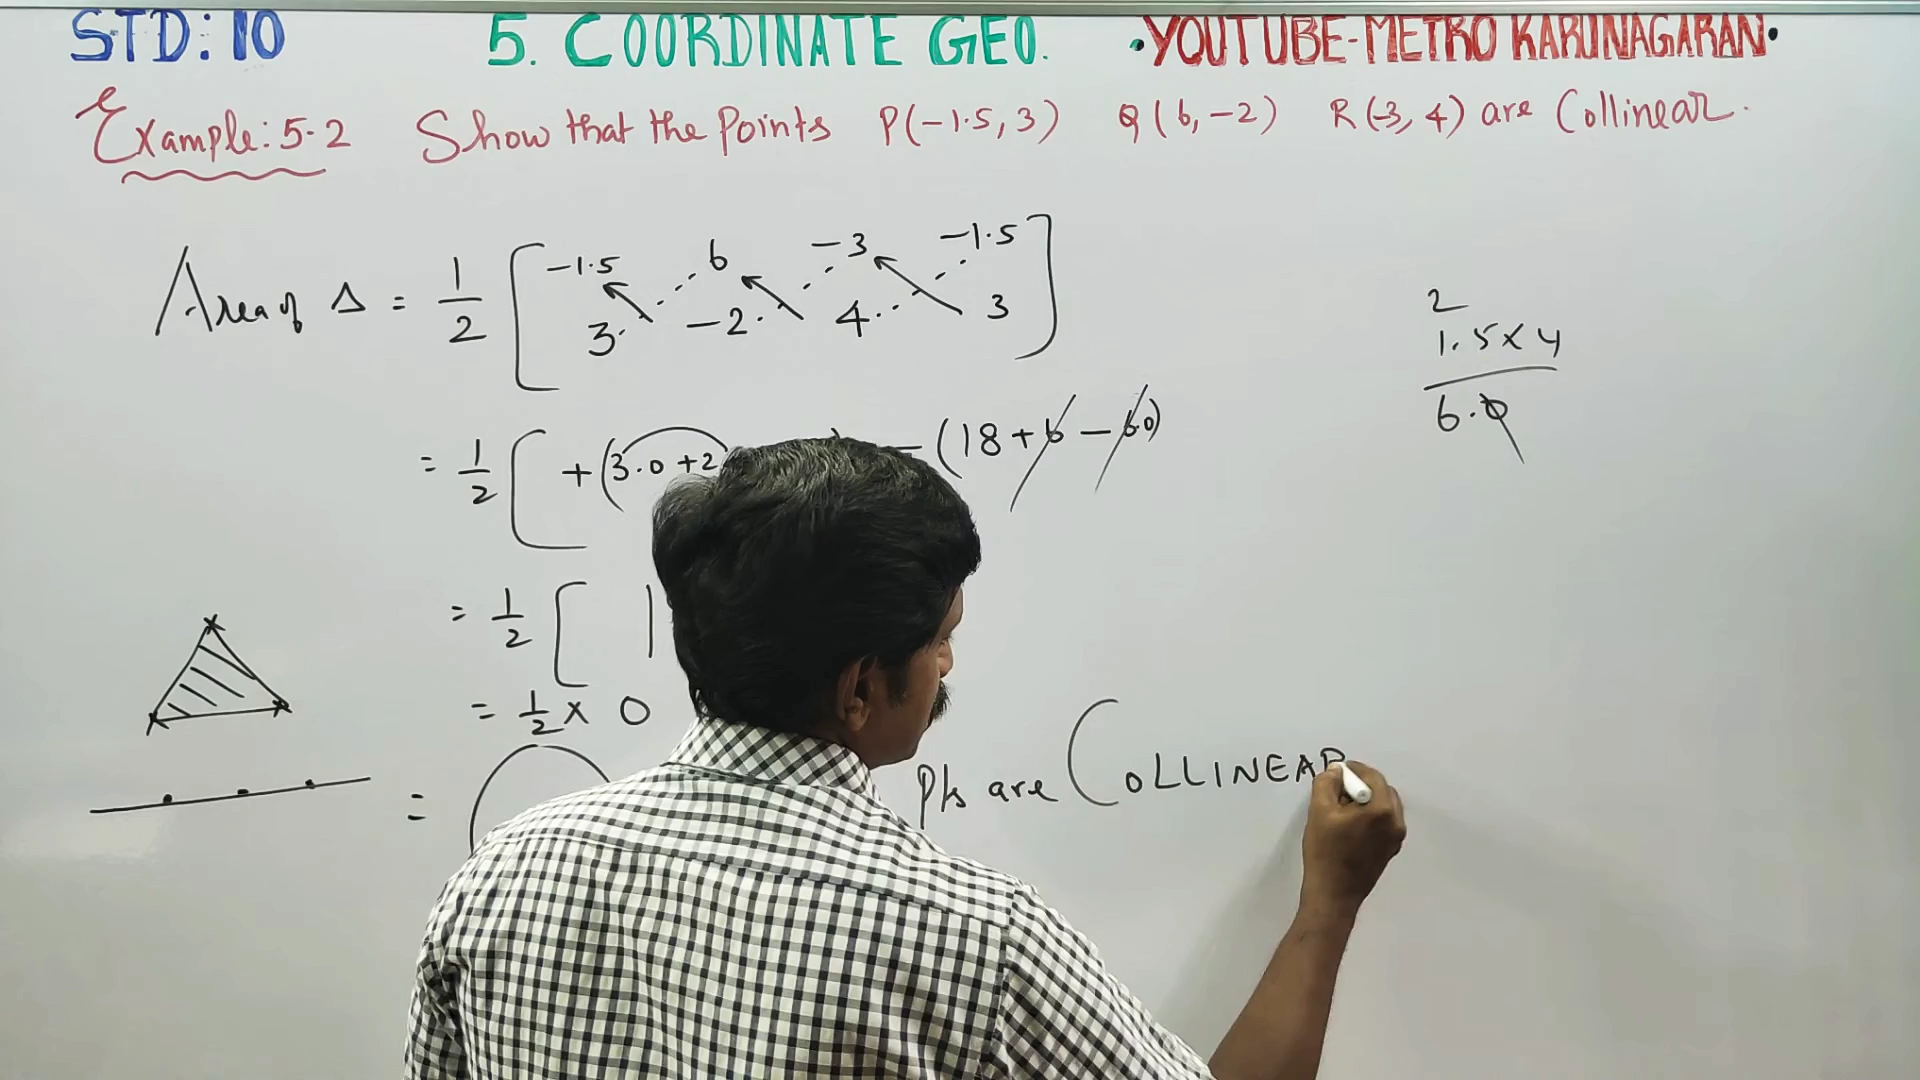 STD: 10 5. COORDINATE GEO. •YOUTUBE-METRO KARUNAGARAN•
Example: 5.2 Show that the Points P(-1.5, 3) Q(6, -2) R(-3, 4) are Collinear.
Area of Δ = 1/2 [ -1.5 6 -3 -1.5
3 -2 4 3 ]
2
1.5 x 4
6.0
= 1/2 [ + (3.0 + 2 ) - (18 + 6 - 6.0)
= 1/2 [
= 1/2 x 0
= Pts are COLLINEAR